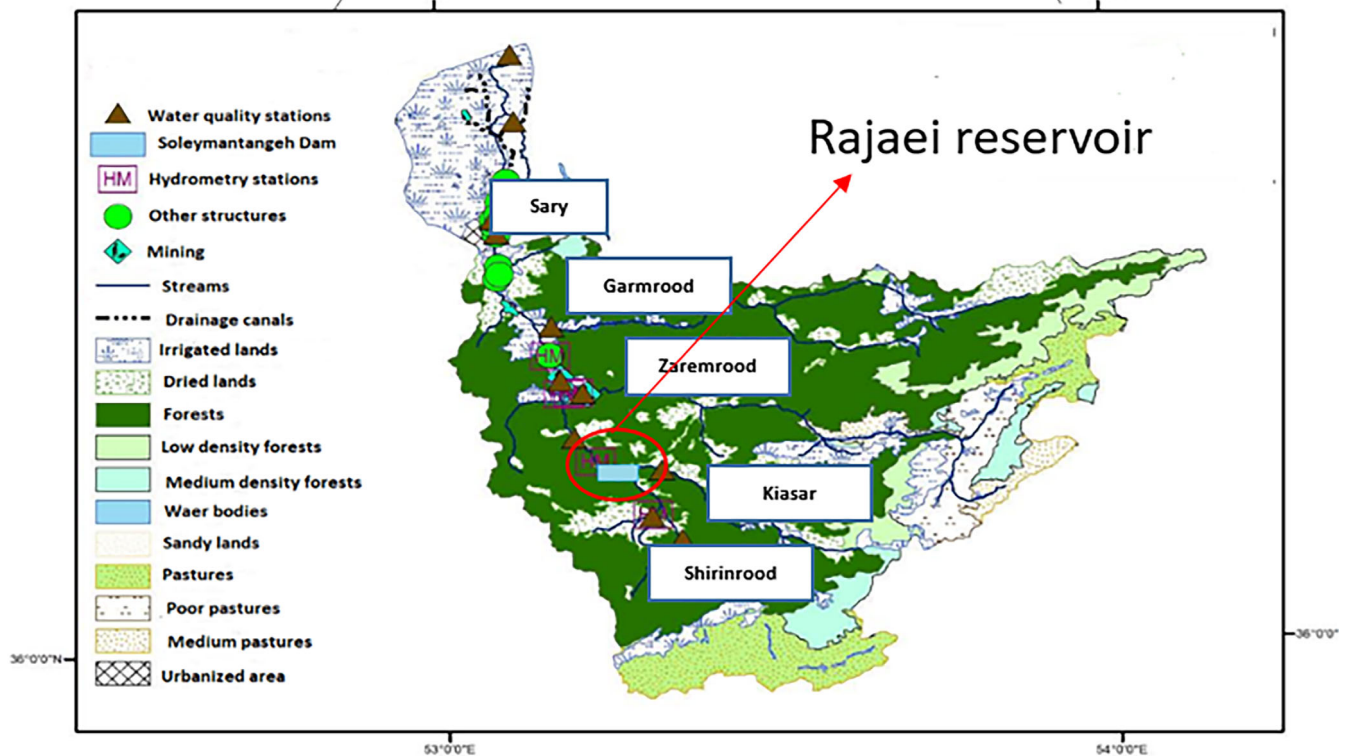 Rajaei reservoir
Water quality stations
Soleymantangeh Dam
HM Hydrometry stations
Other structures
Mining
Streams
Drainage canals
Irrigated lands
Dried lands
Forests
Low density forests
Medium density forests
Waer bodies
Sandy lands
Pastures
Poor pastures
Medium pastures
Urbanized area
Sary
Garmrood
HM
Zaremrood
HM
Kiasar
Shirinrood
36°0'0"N
36°0'0"
53°0'0"E
54°0'0"E